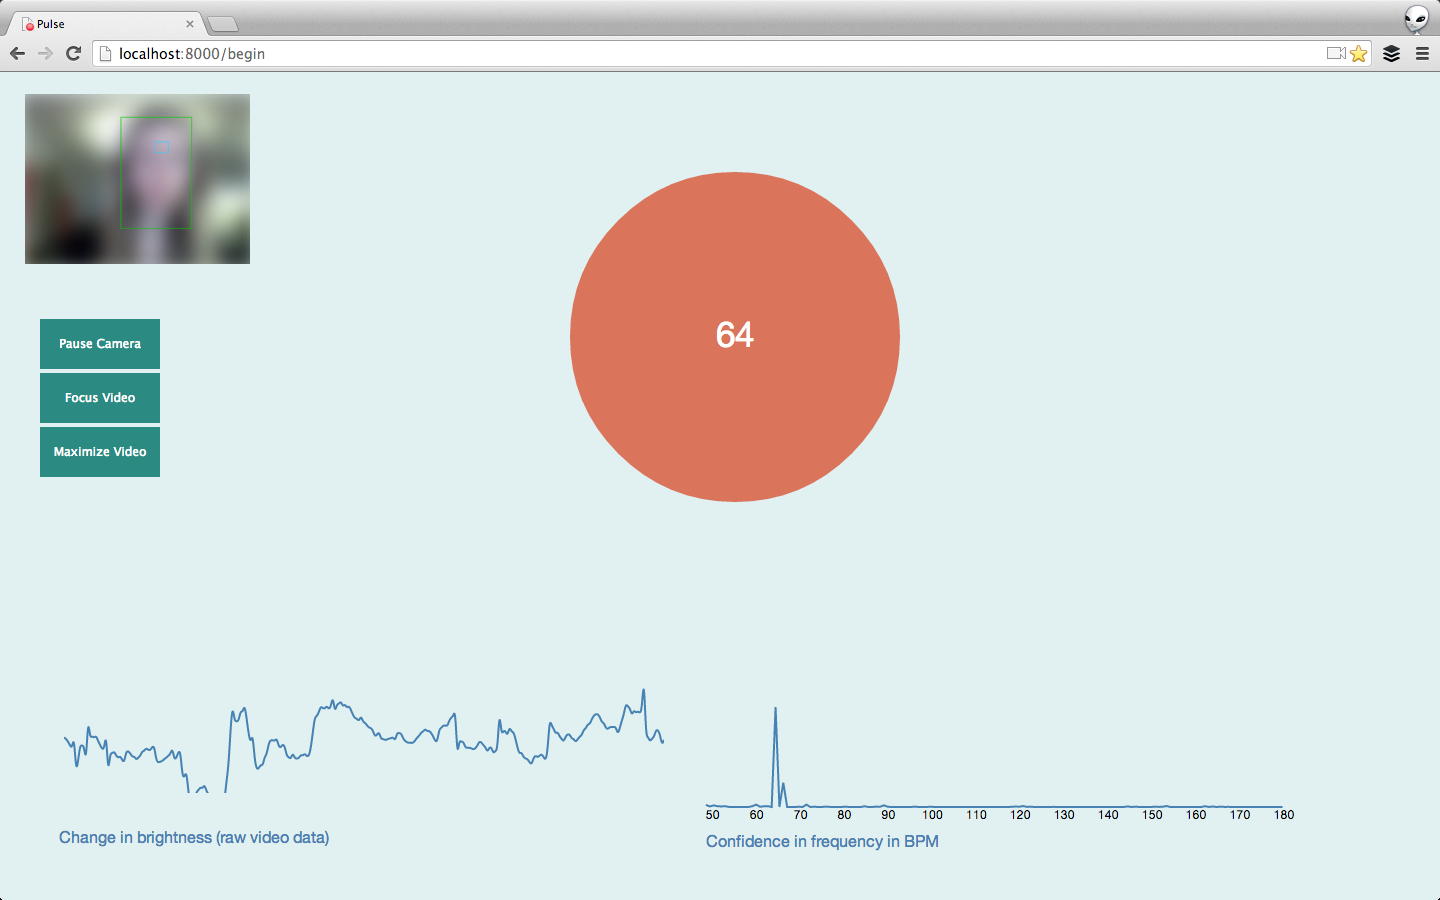 Pulse
localhost:8000/begin
64
Pause Camera
Focus Video
Maximize Video
50 60 70 80 90 100 110 120 130 140 150 160 170 180
Change in brightness (raw video data)
Confidence in frequency in BPM